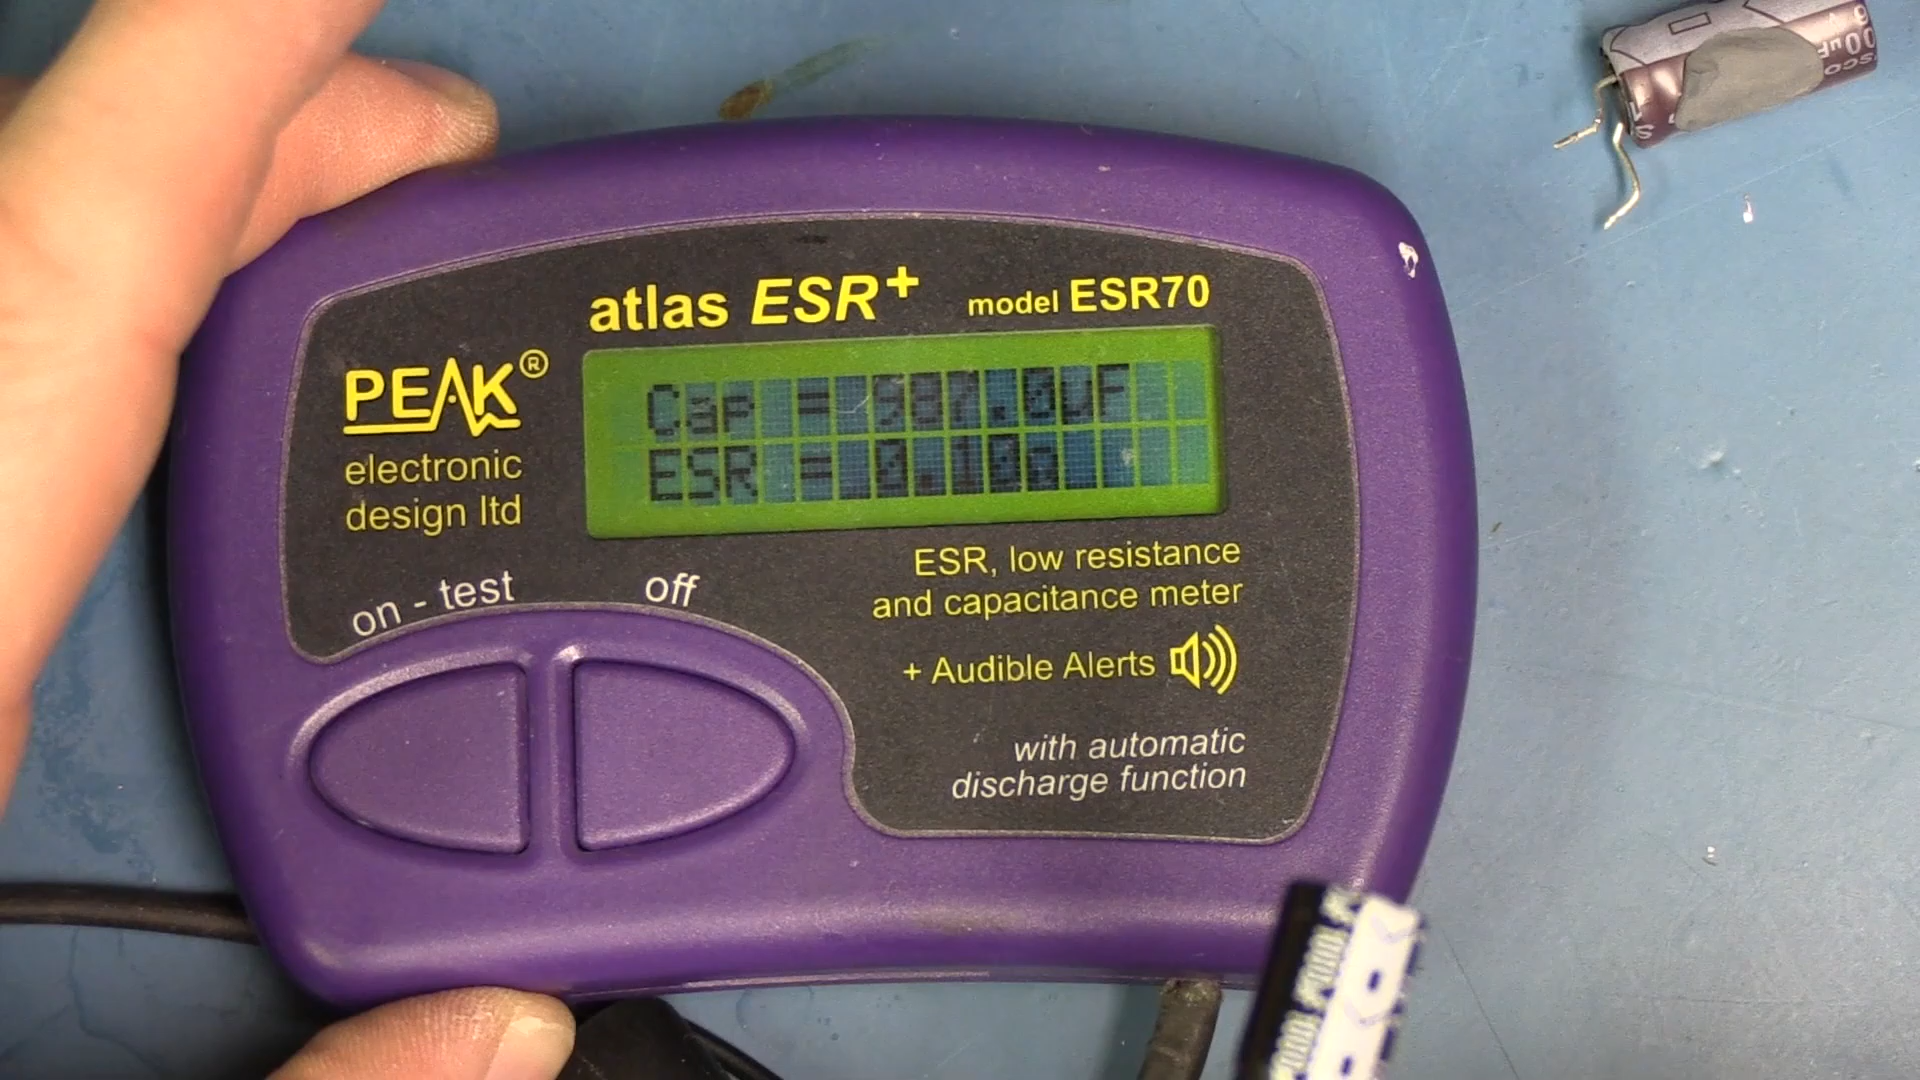 atlas ESR+ model ESR70
PEAK®
electronic
design ltd
Cap = 987.0uF
ESR = 0.10Ω
on - test off
ESR, low resistance
and capacitance meter
+ Audible Alerts
with automatic
discharge function